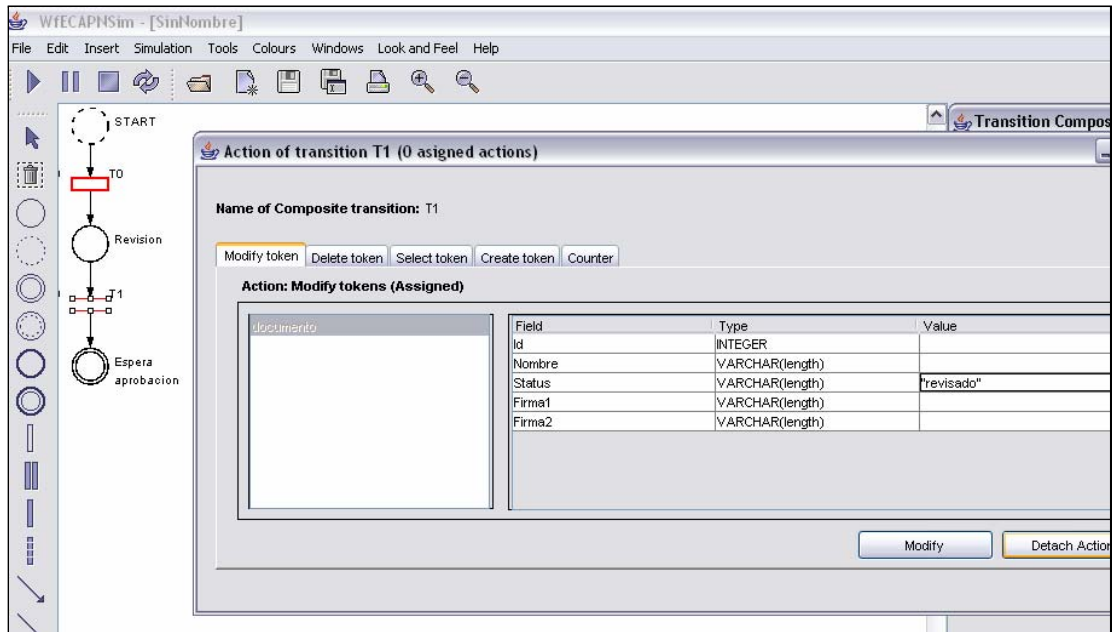 WfECAPNSim - [SinNombre]
File Edit Insert Simulation Tools Colours Windows Look and Feel Help
START
Transition Compos
Action of transition T1 (0 asigned actions)
T0
Name of Composite transition: T1
Revision
Modify token Delete token Select token Create token Counter
Action: Modify tokens (Assigned)
T1
documento
Field Type Value
Id INTEGER
Nombre VARCHAR(length)
Status VARCHAR(length) "revisado"
Firma1 VARCHAR(length)
Firma2 VARCHAR(length)
Espera
aprobacion
Modify Detach Action